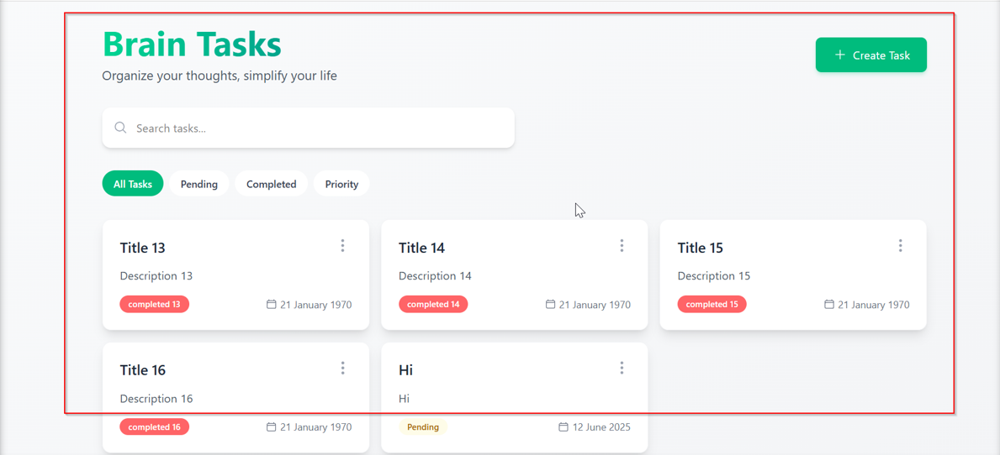 Brain Tasks
Organize your thoughts, simplify your life
Create Task
Search tasks...
All Tasks Pending Completed Priority
Title 13
Description 13
completed 13 21 January 1970
Title 14
Description 14
completed 14 21 January 1970
Title 15
Description 15
completed 15 21 January 1970
Title 16
Description 16
completed 16 21 January 1970
Hi
Hi
Pending 12 June 2025